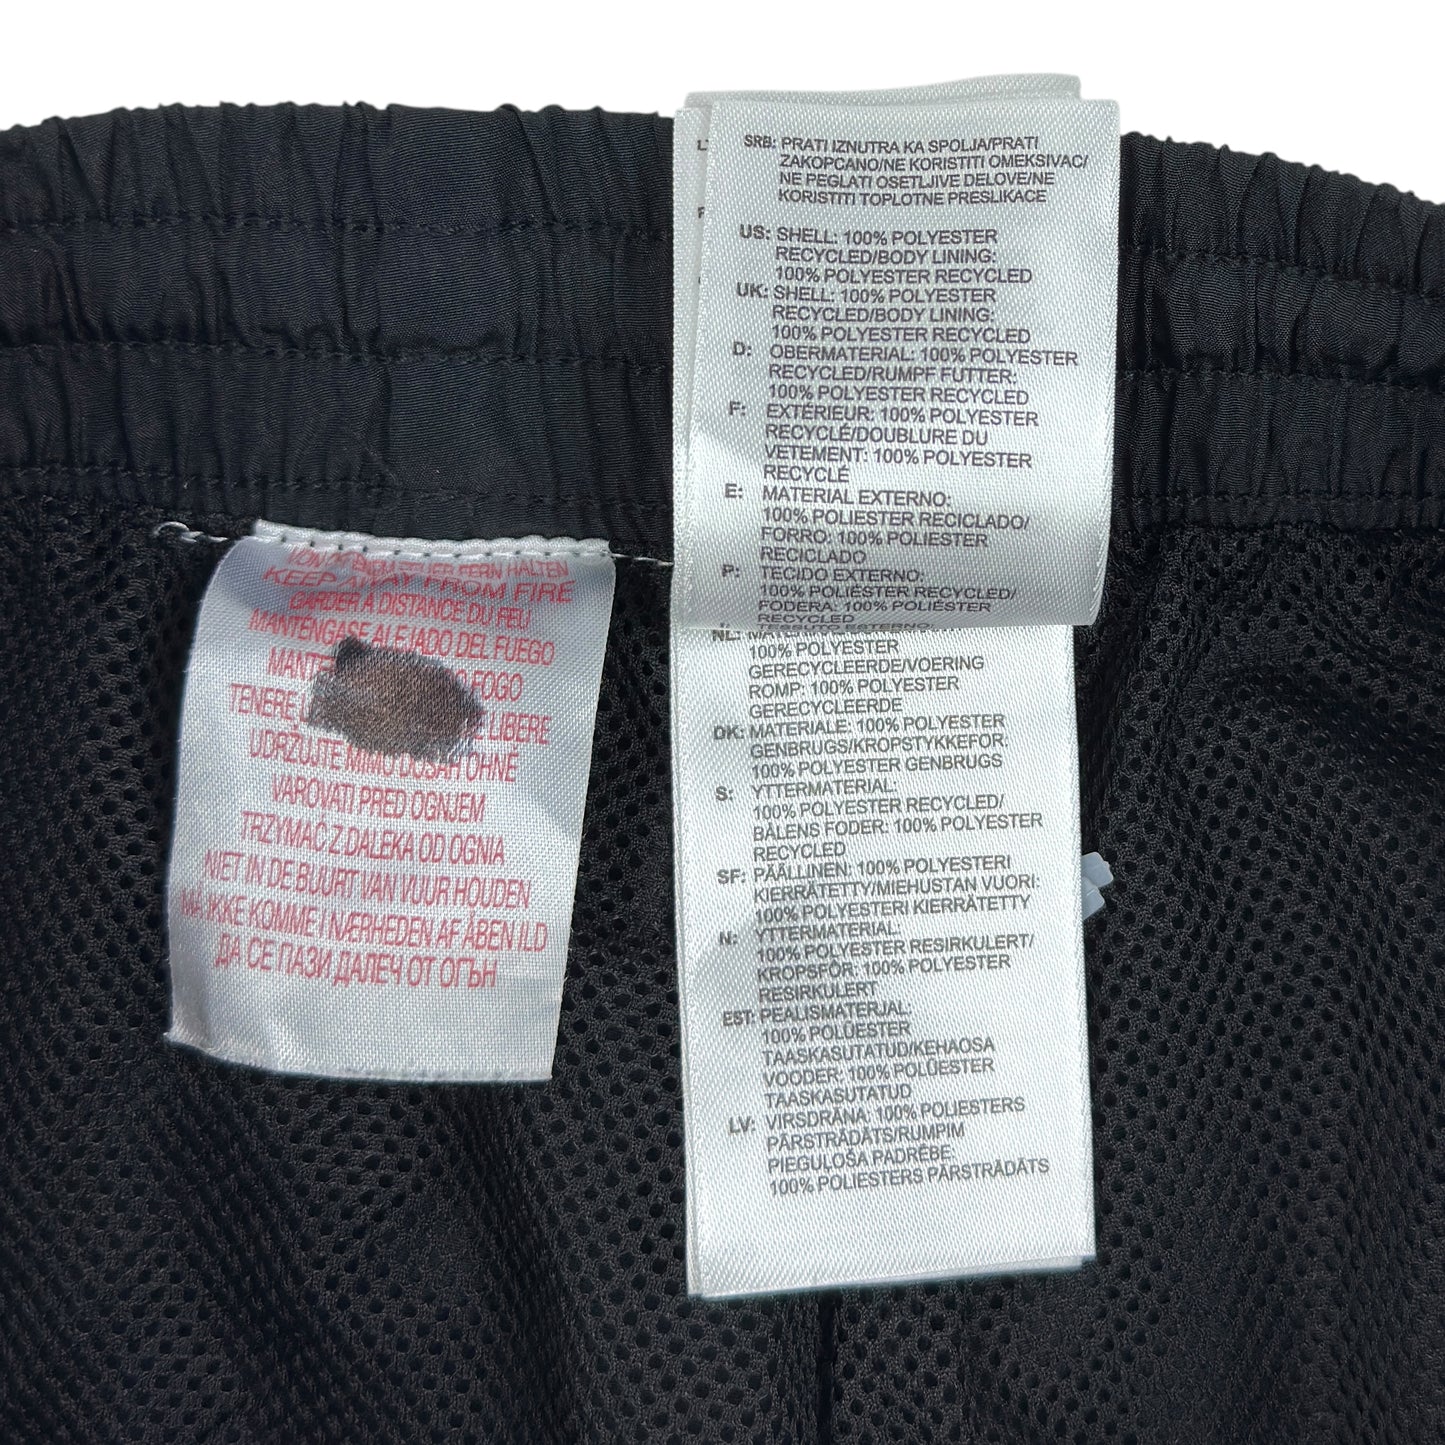 VON DEM FEUER FERN HALTEN
KEEP AWAY FROM FIRE
GARDER A DISTANCE DU FEU
MANTÉNGASE ALEJADO DEL FUEGO
FOGO
TENERE LIBERE
UDRŽUJTE MIMO DOSAH OHNĚ
VAROVATI PRED OGNJEM
TRZYMAĆ Z DALEKA OD OGNIA
NIET IN DE BUURT VAN VUUR HOUDEN
MÅ IKKE KOMME I NÆRHEDEN AF ÅBEN ILD
ДА СЕ ПАЗИ ДАЛЕЧ ОТ ОГЪН
SRB: PRATI IZNUTRA KA SPOLJA/PRATI
ZAKOPCANO/NE KORISTITI OMEKSIVAC/
NE PEGLATI OSETLJIVE DELOVE/NE
KORISTITI TOPLOTNE PRESLIKACE
US: SHELL: 100% POLYESTER
RECYCLED/BODY LINING:
100% POLYESTER RECYCLED
UK: SHELL: 100% POLYESTER
RECYCLED/BODY LINING:
100% POLYESTER RECYCLED
D: OBERMATERIAL: 100% POLYESTER
RECYCLED/RUMPF FUTTER:
100% POLYESTER RECYCLED
F: EXTÉRIEUR: 100% POLYESTER
RECYCLÉ/DOUBLURE DU
VETEMENT: 100% POLYESTER
RECYCLÉ
E: MATERIAL EXTERNO:
100% POLIESTER RECICLADO/
FORRO: 100% POLIESTER
RECICLADO
P: TECIDO EXTERNO:
100% POLIÉSTER RECYCLED/
FODERA: 100% POLIÉSTER
RECYCLED
I: TESSUTO ESTERNO:
NL:
100% POLYESTER
GERECYCLEERDE/VOERING
ROMP: 100% POLYESTER
GERECYCLEERDE
DK: MATERIALE: 100% POLYESTER
GENBRUGS/KROPSTYKKEFOR:
100% POLYESTER GENBRUGS
S: YTTERMATERIAL:
100% POLYESTER RECYCLED/
BÅLENS FODER: 100% POLYESTER
RECYCLED
SF: PÄÄLLINEN: 100% POLYESTERI
KIERRÄTETTY/MIEHUSTAN VUORI:
100% POLYESTERI KIERRÄTETTY
N: YTTERMATERIAL:
100% POLYESTER RESIRKULERT/
KROPSFÔR: 100% POLYESTER
RESIRKULERT
EST: PEALISMATERJAL:
100% POLÜESTER
TAASKASUTATUD/KEHAOSA
VOODER: 100% POLÜESTER
TAASKASUTATUD
LV: VIRSDRĀNA: 100% POLIESTERS
PĀRSTRĀDĀTS/RUMPIM
PIEGULOŠA PADRĒBE:
100% POLIESTERS PĀRSTRĀDĀTS